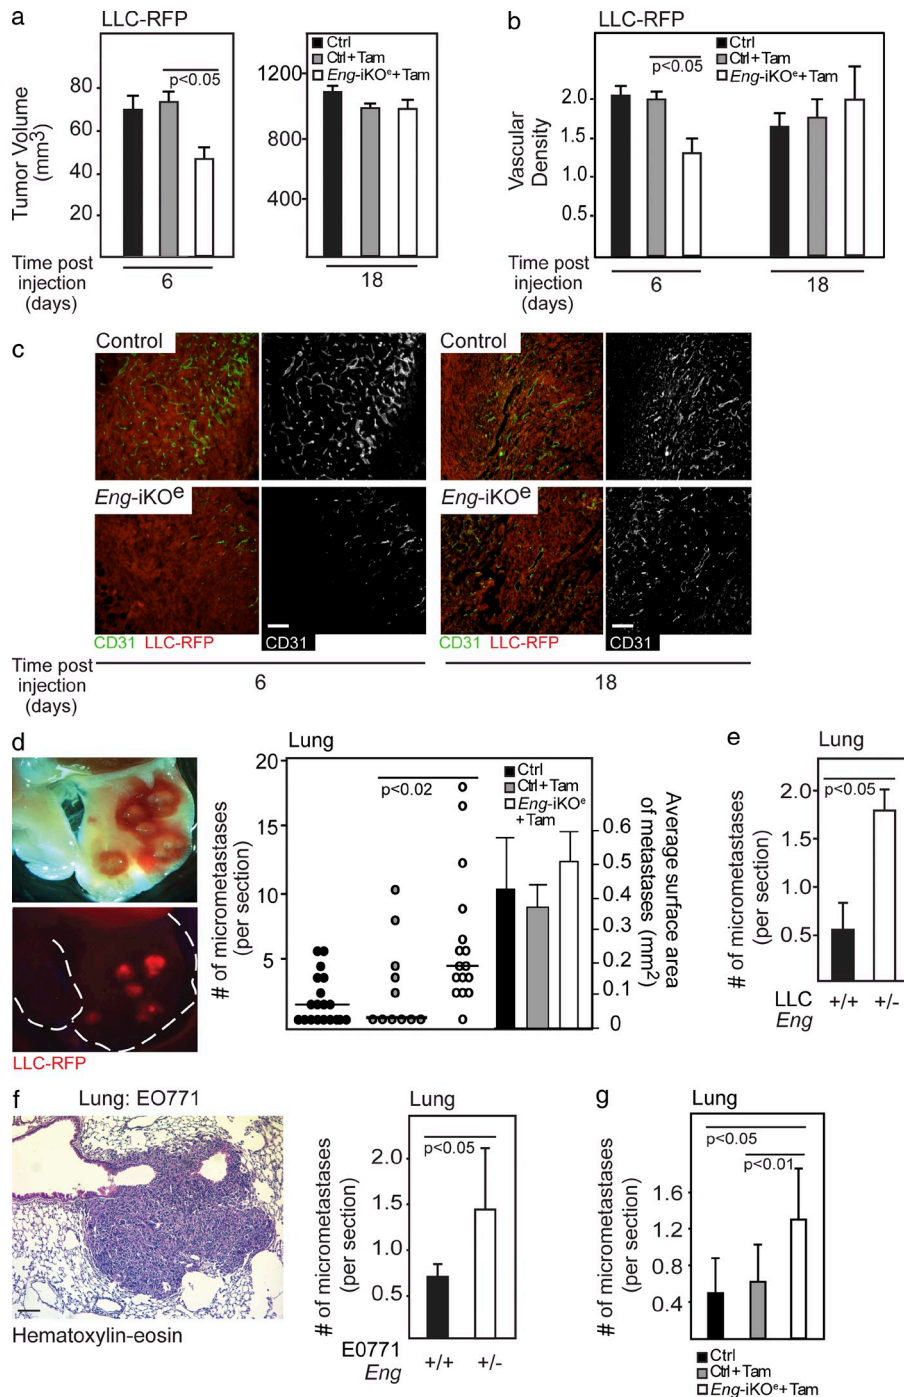 a
LLC-RFP
Tumor Volume
(mm3)
80
60
40
20
p<0.05
1200
800
400
Ctrl
Ctrl+Tam
Eng-iKOe+Tam
Time post
injection
(days)
6
18
b
LLC-RFP
Vascular
Density
2.0
1.5
1.0
0.5
p<0.05
Ctrl
Ctrl+Tam
Eng-iKOe+Tam
Time post
injection
(days)
6
18
c
Control
Control
Eng-iKOe
Eng-iKOe
CD31 LLC-RFP
CD31
CD31 LLC-RFP
CD31
Time post
injection
(days)
6
18
d
LLC-RFP
Lung
# of micrometastases
(per section)
20
15
10
5
p<0.02
Ctrl
Ctrl+Tam
Eng-iKOe
+Tam
0.6
0.5
0.4
0.3
0.2
0.1
0
Average surface area
of metastases (mm2)
e
Lung
# of micrometastases
(per section)
p<0.05
2.0
1.5
0.5
LLC
Eng
+/+
+/-
f
Lung: EO771
Hematoxylin-eosin
Lung
# of micrometastases
(per section)
p<0.05
2.0
1.5
1.0
0.5
E0771
Eng
+/+
+/-
g
Lung
# of micrometastases
(per section)
p<0.05
p<0.01
1.6
1.2
0.8
0.4
Ctrl
Ctrl+Tam
Eng-iKOe+Tam